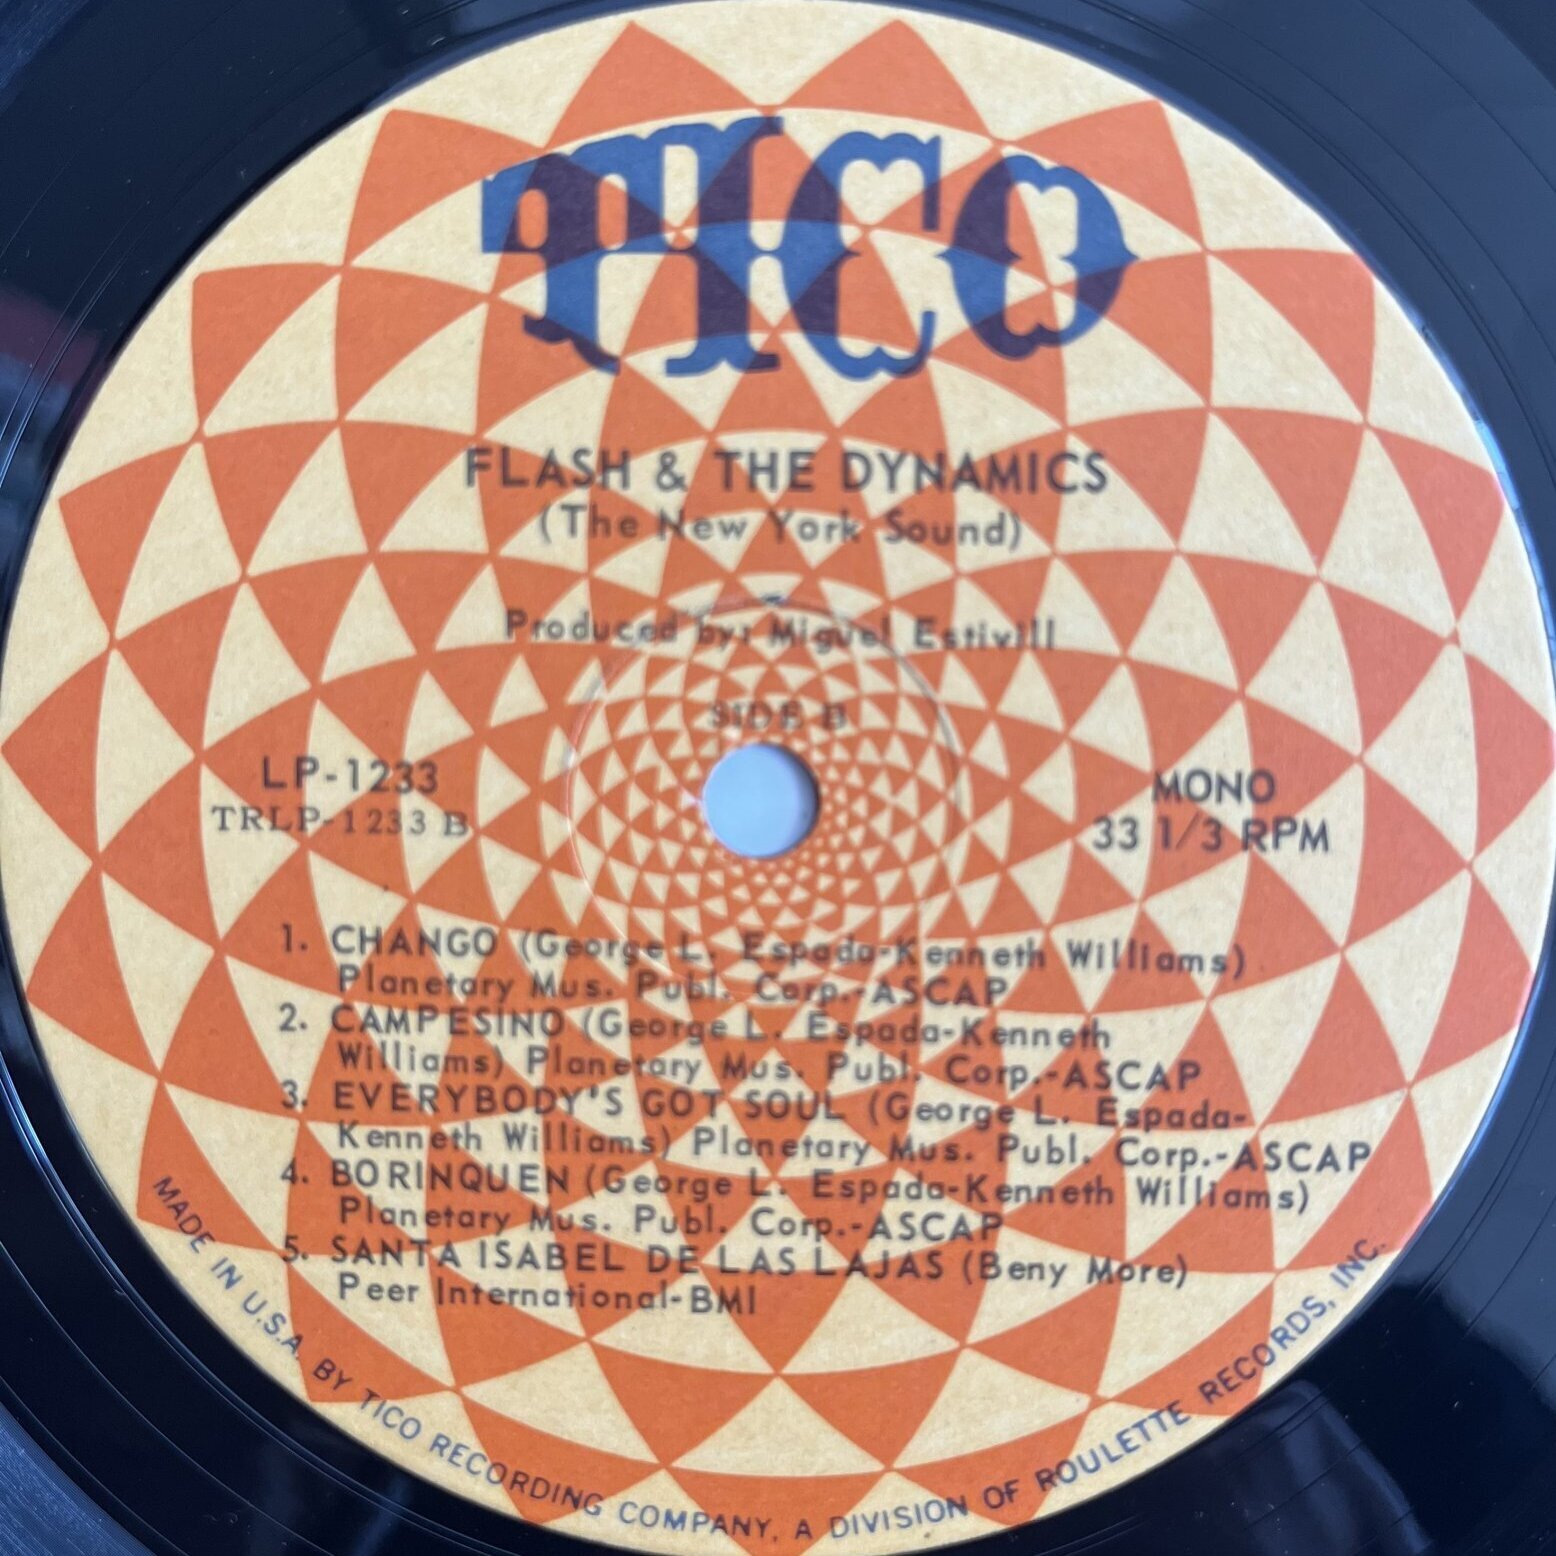 TICO
FLASH & THE DYNAMICS
(The New York Sound)
Produced by: Miguel Estivill
SIDE B
LP-1233
TRLP-1233 B
MONO
33 1/3 RPM
1. CHANGO (George L. Espada-Kenneth Williams)
Planetary Mus. Publ. Corp.-ASCAP
2. CAMPESINO (George L. Espada-Kenneth
Williams) Planetary Mus. Publ. Corp.-ASCAP
3. EVERYBODY'S GOT SOUL (George L. Espada-
Kenneth Williams) Planetary Mus. Publ. Corp.-ASCAP
4. BORINQUEN (George L. Espada-Kenneth Williams)
Planetary Mus. Publ. Corp.-ASCAP
5. SANTA ISABEL DE LAS LAJAS (Beny More)
Peer International-BMI
MADE IN U.S.A. BY TICO RECORDING COMPANY, A DIVISION OF ROULETTE RECORDS, INC.